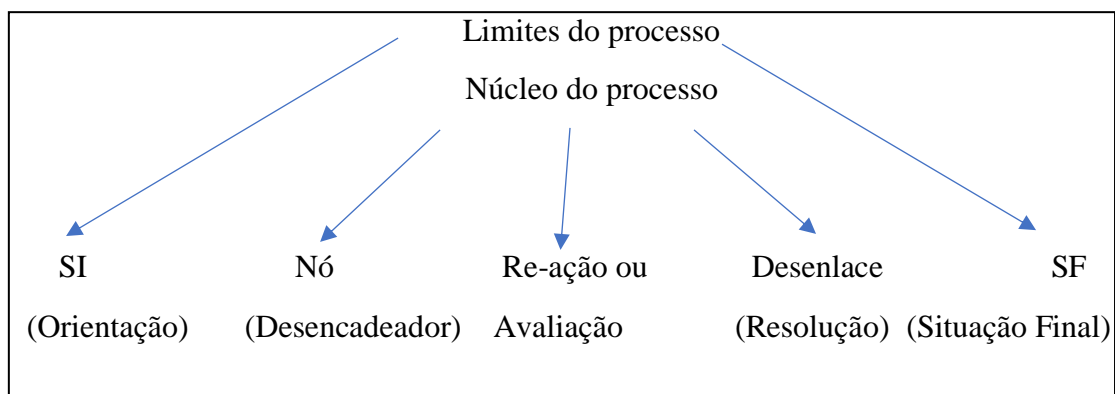 Limites do processo
Núcleo do processo
SI Nó Re-ação ou Desenlace SF
(Orientação) (Desencadeador) Avaliação (Resolução) (Situação Final)